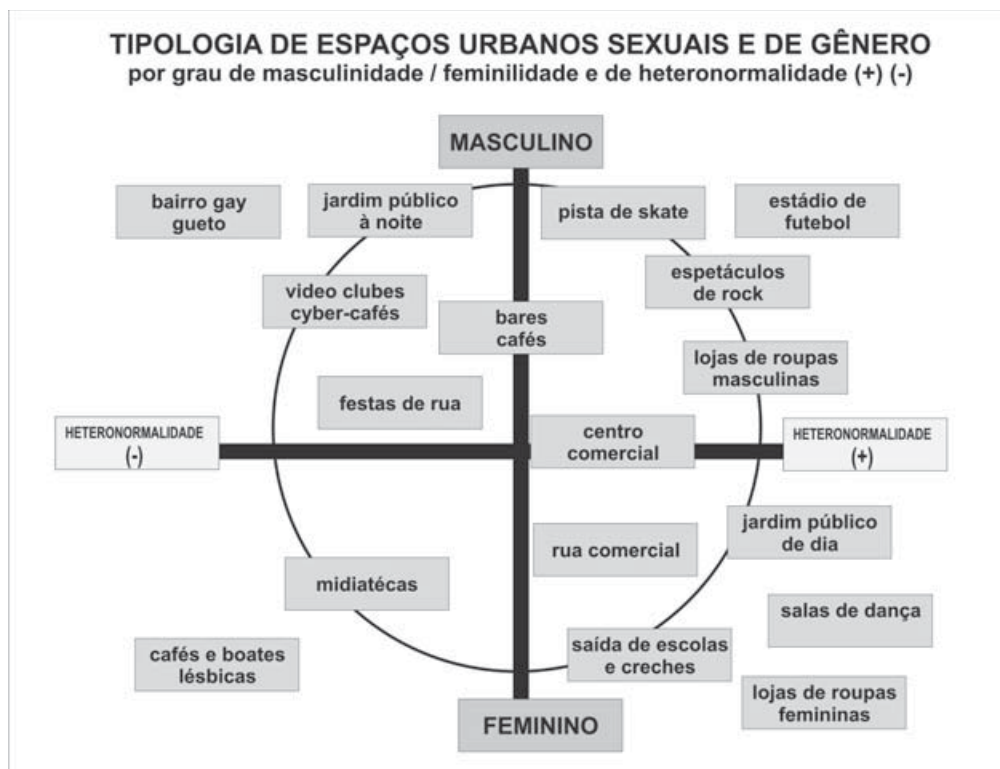 TIPOLOGIA DE ESPAÇOS URBANOS SEXUAIS E DE GÊNERO
por grau de masculinidade / feminilidade e de heteronormalidade (+) (-)
MASCULINO
bairro gay
gueto
jardim público
à noite
pista de skate
estádio de
futebol
video clubes
cyber-cafés
bares
cafés
espetáculos
de rock
lojas de roupas
masculinas
festas de rua
HETERONORMALIDADE
(-)
centro
comercial
HETERONORMALIDADE
(+)
rua comercial
jardim público
de dia
midiatécas
salas de dança
cafés e boates
lésbicas
saída de escolas
e creches
lojas de roupas
femininas
FEMININO